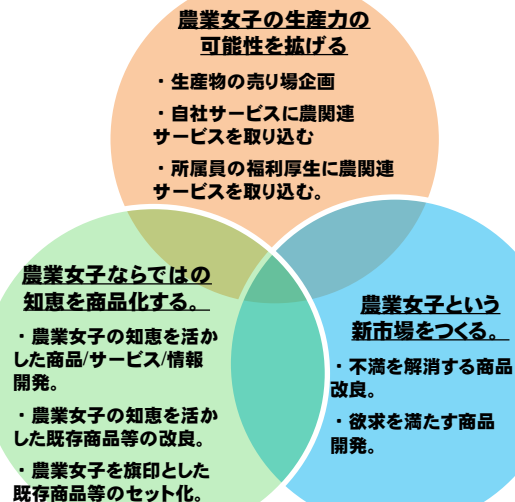 農業女子の生産力の
可能性を拡げる
・生産物の売り場企画
・自社サービスに農関連
サービスを取り込む
・所属員の福利厚生に農関連
サービスを取り込む。
農業女子ならではの
知恵を商品化する。
・農業女子の知恵を活か
した商品/サービス/情報
開発。
・農業女子の知恵を活か
した既存商品等の改良。
・農業女子を旗印とした
既存商品等のセット化。
農業女子という
新市場をつくる。
・不満を解消する商品
改良。
・欲求を満たす商品
開発。